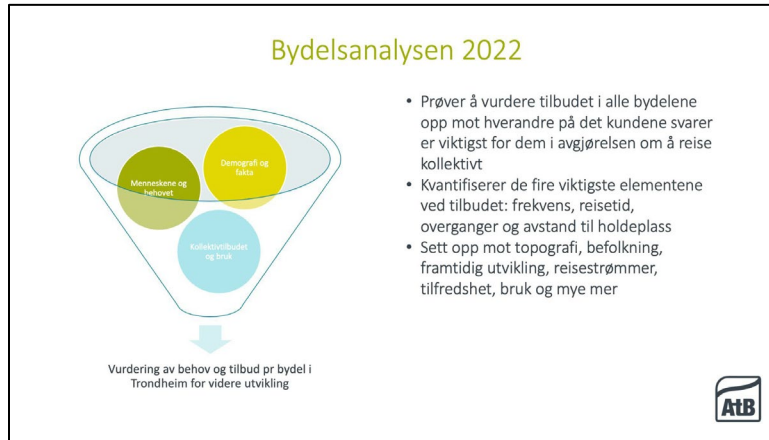 Bydelsanalysen 2022
Menneskene og
behovet
Demografi og
fakta
Kollektivtilbudet
og bruk
Vurdering av behov og tilbud pr bydel i
Trondheim for videre utvikling
• Prøver å vurdere tilbudet i alle bydelene
opp mot hverandre på det kundene svarer
er viktigst for dem i avgjørelsen om å reise
kollektivt
• Kvantifiserer de fire viktigste elementene
ved tilbudet: frekvens, reisetid,
overganger og avstand til holdeplass
• Sett opp mot topografi, befolkning,
framtidig utvikling, reisestrømmer,
tilfredshet, bruk og mye mer
AtB